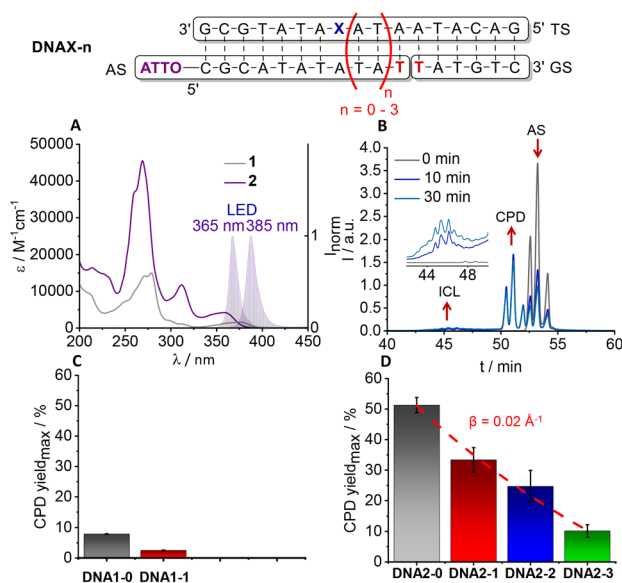 3' G-C-G-T-A-T-A-X-A-T-A-A-T-A-C-A-G 5' TS
DNAX-n
AS ATTO-C-G-C-A-T-A-T-A-T-A-T T-A-T-G-T-C 3' GS
5'
n
n = 0 - 3
A
50000
40000
30000
20000
10000
0
ε / M⁻¹cm⁻¹
1
2
LED
365 nm 385 nm
1
0
I norm
200 250 300 350 400 450
λ / nm
B
AS
4.0
3.5
3.0
2.5
2.0
1.5
1.0
0.5
0.0
I / a.u.
0 min
10 min
30 min
CPD
44 48
ICL
40 45 50 55 60
t / min
C
60
50
40
30
20
10
0
CPD yield max / %
DNA1-0 DNA1-1
D
60
50
40
30
20
10
0
CPD yield max / %
β = 0.02 Å⁻¹
DNA2-0 DNA2-1 DNA2-2 DNA2-3